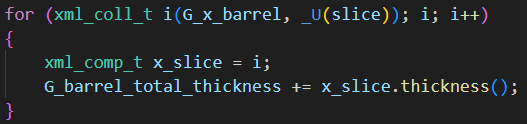 for (xml_coll_t i(G_x_barrel, _U(slice)); i; i++)
{
    xml_comp_t x_slice = i;
    G_barrel_total_thickness += x_slice.thickness();
}